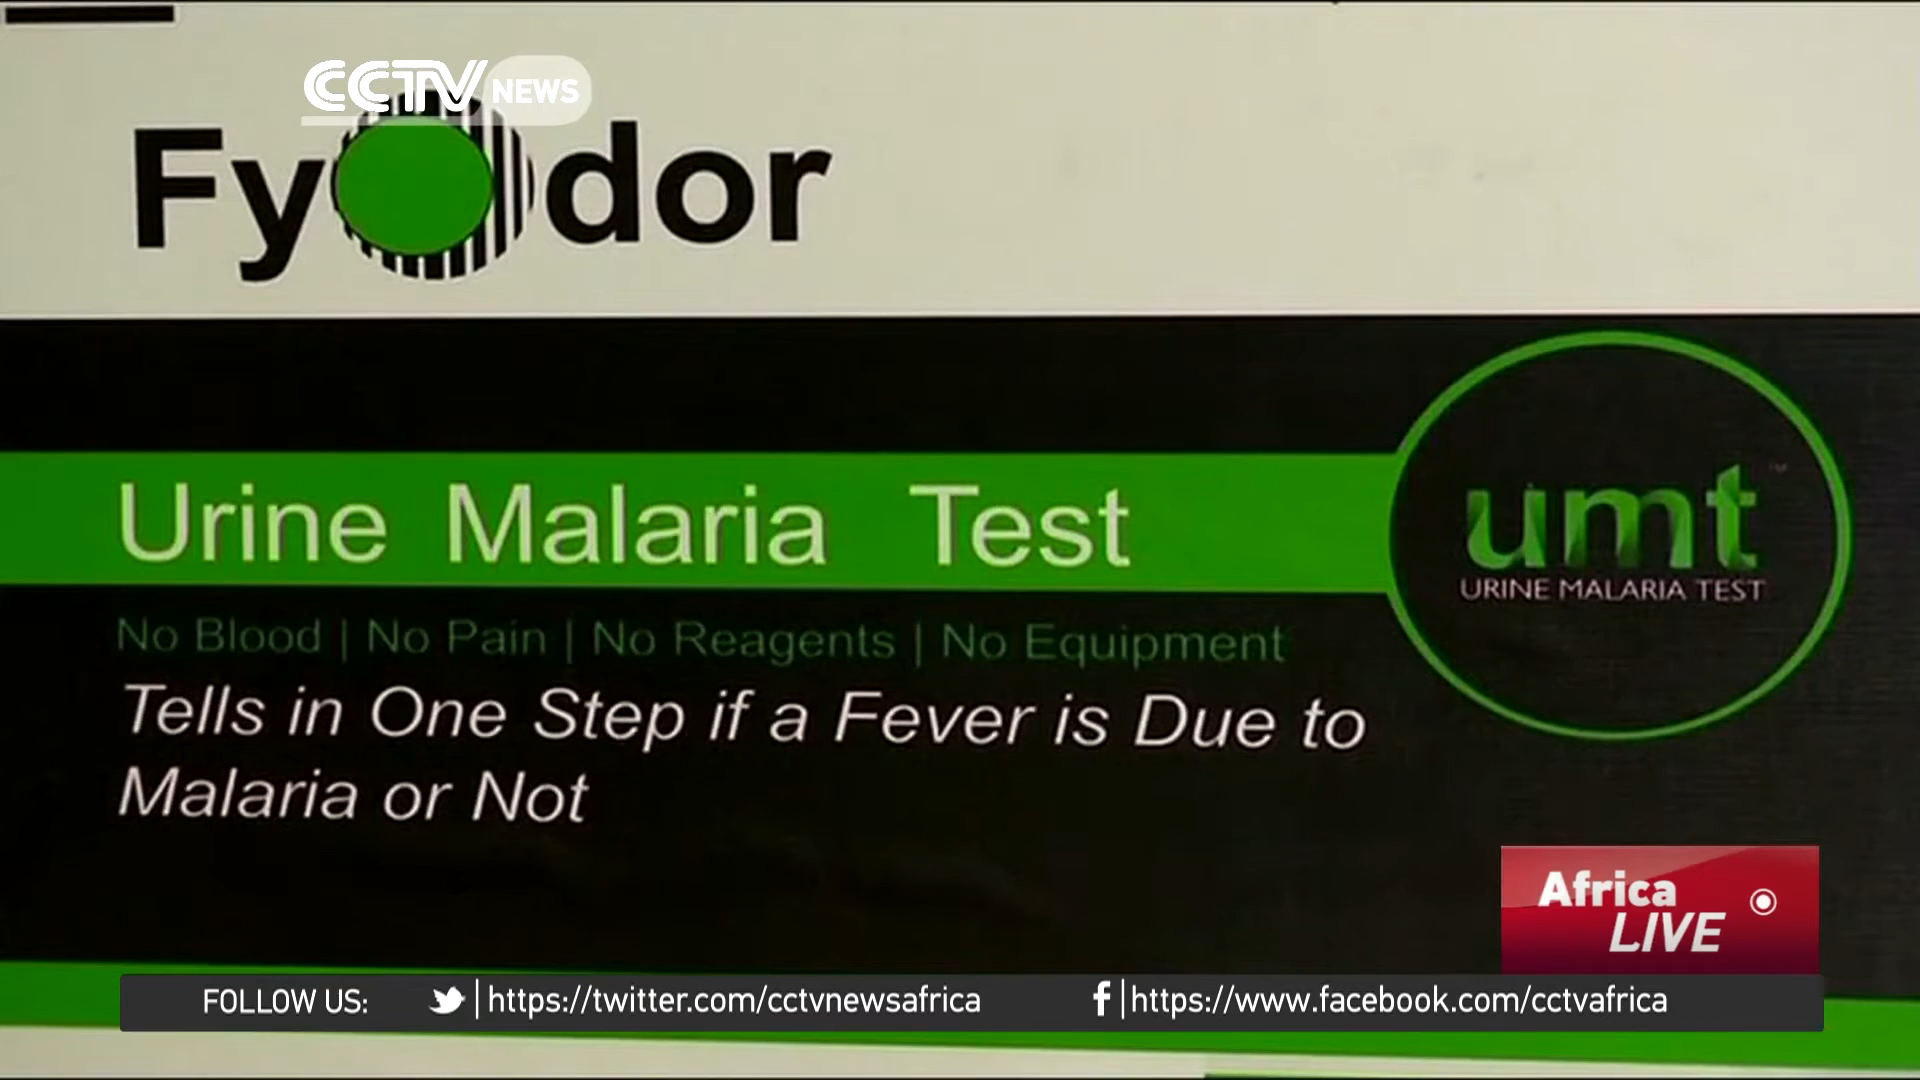 CCTV NEWS
Fyodor
Urine Malaria Test
umt™
URINE MALARIA TEST
No Blood | No Pain | No Reagents | No Equipment
Tells in One Step if a Fever is Due to
Malaria or Not
Africa
LIVE
FOLLOW US: | https://twitter.com/cctvnewsafrica f | https://www.facebook.com/cctvafrica